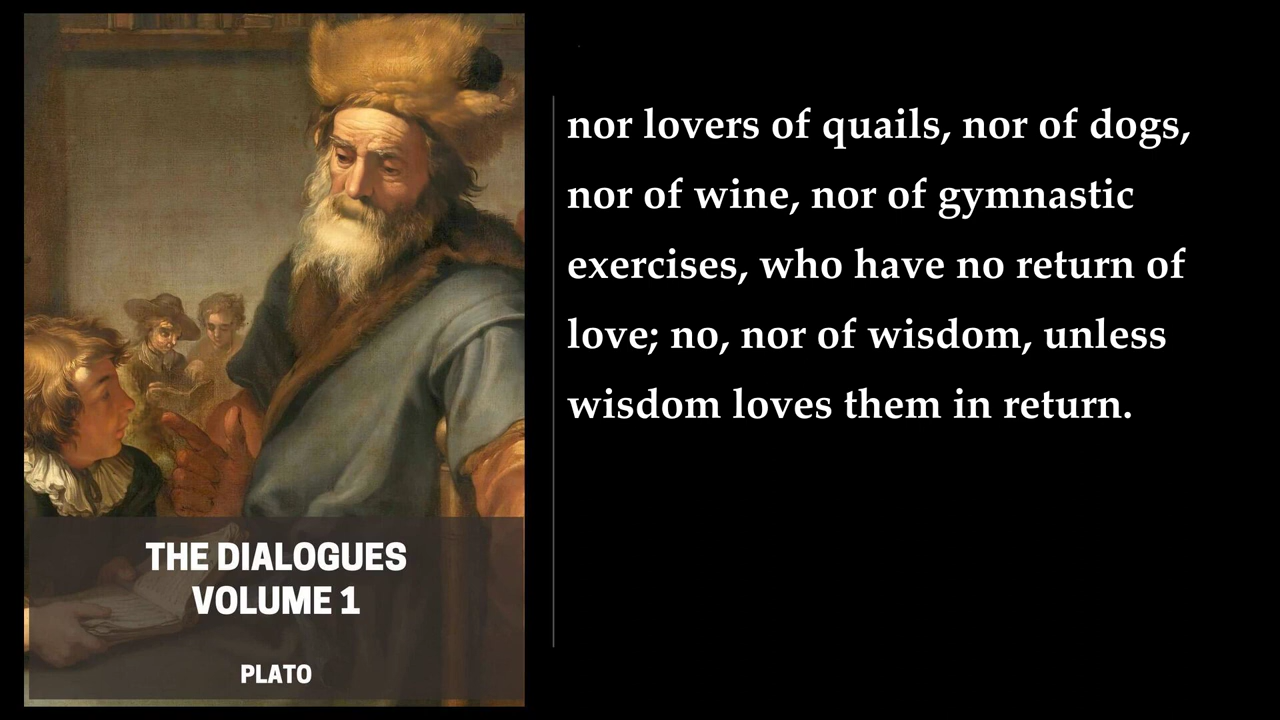 nor lovers of quails, nor of dogs,
nor of wine, nor of gymnastic
exercises, who have no return of
love; no, nor of wisdom, unless
wisdom loves them in return.
THE DIALOGUES
VOLUME 1
PLATO